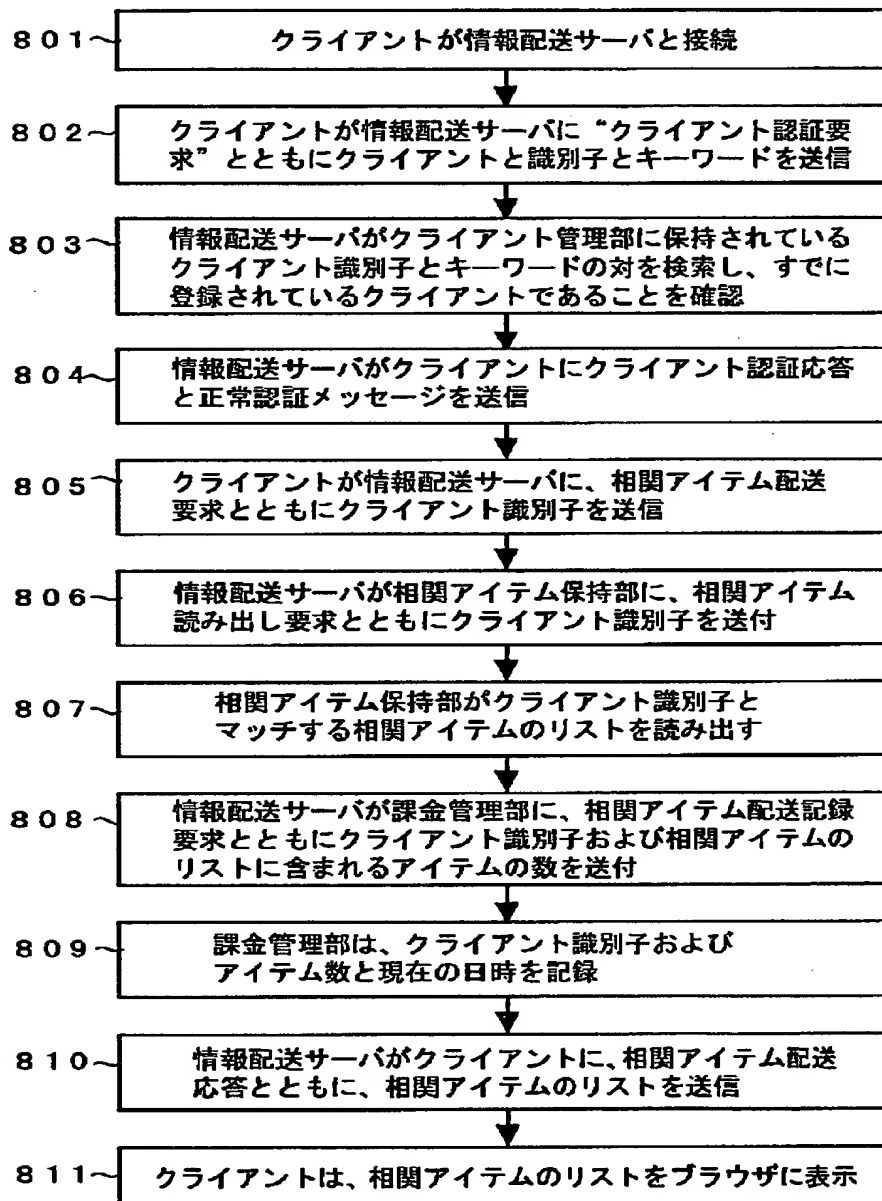 801 クライアントが情報配送サーバと接続
802 クライアントが情報配送サーバに“クライアント認証要
求”とともにクライアントと識別子とキーワードを送信
803 情報配送サーバがクライアント管理部に保持されている
クライアント識別子とキーワードの対を検索し、すでに
登録されているクライアントであることを確認
804 情報配送サーバがクライアントにクライアント認証応答
と正常認証メッセージを送信
805 クライアントが情報配送サーバに、相関アイテム配送
要求とともにクライアント識別子を送信
806 情報配送サーバが相関アイテム保持部に、相関アイテム
読み出し要求とともにクライアント識別子を送付
807 相関アイテム保持部がクライアント識別子と
マッチする相関アイテムのリストを読み出す
808 情報配送サーバが課金管理部に、相関アイテム配送記録
要求とともにクライアント識別子および相関アイテムの
リストに含まれるアイテムの数を送付
809 課金管理部は、クライアント識別子および
アイテム数と現在の日時を記録
810 情報配送サーバがクライアントに、相関アイテム配送
応答とともに、相関アイテムのリストを送信
811 クライアントは、相関アイテムのリストをブラウザに表示